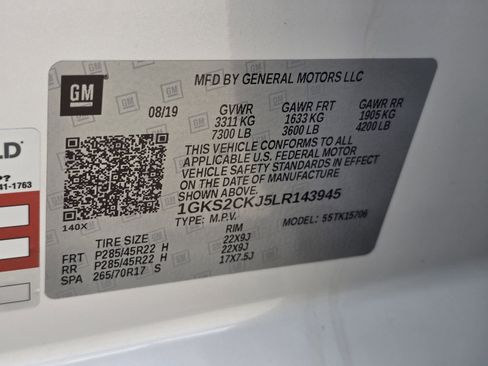 GM
MFD BY GENERAL MOTORS LLC
08/19 GVWR GAWR FRT GAWR RR
3311 KG 1633 KG 1905 KG
7300 LB 3600 LB 4200 LB
THIS VEHICLE CONFORMS TO ALL
APPLICABLE U.S. FEDERAL MOTOR
VEHICLE SAFETY STANDARDS IN EFFECT
ON THE DATE OF MANUFACTURE
SHOWN ABOVE.
1GKS2CKJ5LR143945
140X TYPE: M.P.V. MODEL: 55TK15706
TIRE SIZE RIM
FRT P285/45R22 H 22X9J
RR P285/45R22 H 22X9J
SPA 265/70R17 S 17X7.5J
LD
P?
41-1763